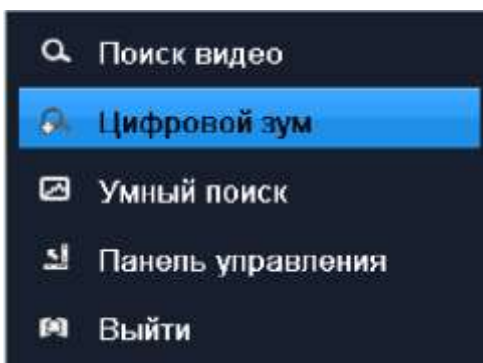 Поиск видео
Цифровой зум
Умный поиск
Панель управления
Выйти